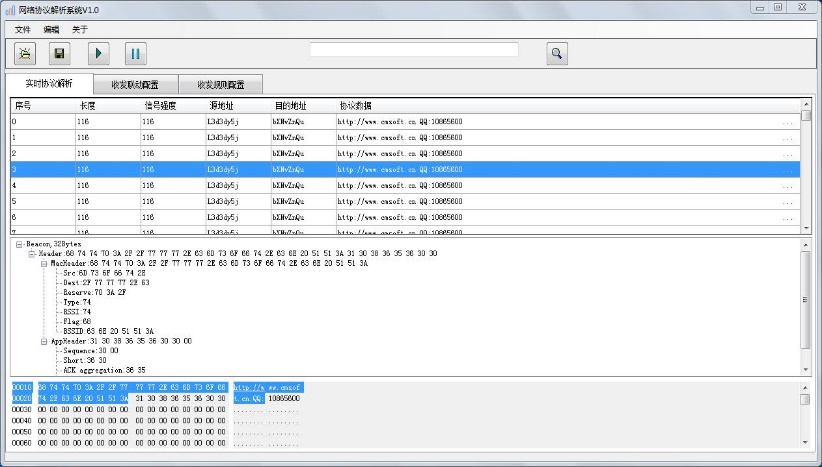 网络协议解析系统V1.0
文件 编辑 关于
实时协议解析 收发联动配置 收发规则配置
序号 长度 信号强度 源地址 目的地址 协议数据
0 116 116 L3d3dy5j bXNvZnQu http://www.cmsoft.cn QQ:10865600 ...
1 116 116 L3d3dy5j bXNvZnQu http://www.cmsoft.cn QQ:10865600 ...
2 116 116 L3d3dy5j bXNvZnQu http://www.cmsoft.cn QQ:10865600 ...
3 116 116 L3d3dy5j bXNvZnQu http://www.cmsoft.cn QQ:10865600 ...
4 116 116 L3d3dy5j bXNvZnQu http://www.cmsoft.cn QQ:10865600 ...
5 116 116 L3d3dy5j bXNvZnQu http://www.cmsoft.cn QQ:10865600 ...
6 116 116 L3d3dy5j bXNvZnQu http://www.cmsoft.cn QQ:10865600 ...
7 116 116 L3d3dy5j bXNvZnQu http://www.cmsoft.cn QQ:10865600
Beacon,32Bytes
Header:68 74 74 70 3A 2F 2F 77 77 77 2E 63 6D 73 6F 66 74 2E 63 6E 20 51 51 3A 31 30 38 36 35 36 30 30
MacHeader:68 74 74 70 3A 2F 2F 77 77 77 2E 63 6D 73 6F 66 74 2E 63 6E 20 51 51 3A
Src:6D 73 6F 66 74 2E
Dest:2F 77 77 77 2E 63
Reserve:70 3A 2F
Type:74
RSSI:74
Flag:68
BSSID:63 6E 20 51 51 3A
AppHeader:31 30 38 36 35 36 30 30 00
Sequence:30 00
Short:36 30
ACK aggregation:36 35
00010 68 74 74 70 3A 2F 2F 77 77 77 2E 63 6D 73 6F 66 http://w ww.cmsof
00020 74 2E 63 6E 20 51 51 3A 31 30 38 36 35 36 30 30 t.cn.QQ: 10865600
00030 00 00 00 00 00 00 00 00 00 00 00 00 00 00 00 00 ........ ........
00040 00 00 00 00 00 00 00 00 00 00 00 00 00 00 00 00 ........ ........
00050 00 00 00 00 00 00 00 00 00 00 00 00 00 00 00 00 ........ ........
00060 00 00 00 00 00 00 00 00 00 00 00 00 00 00 00 00 ........ ........